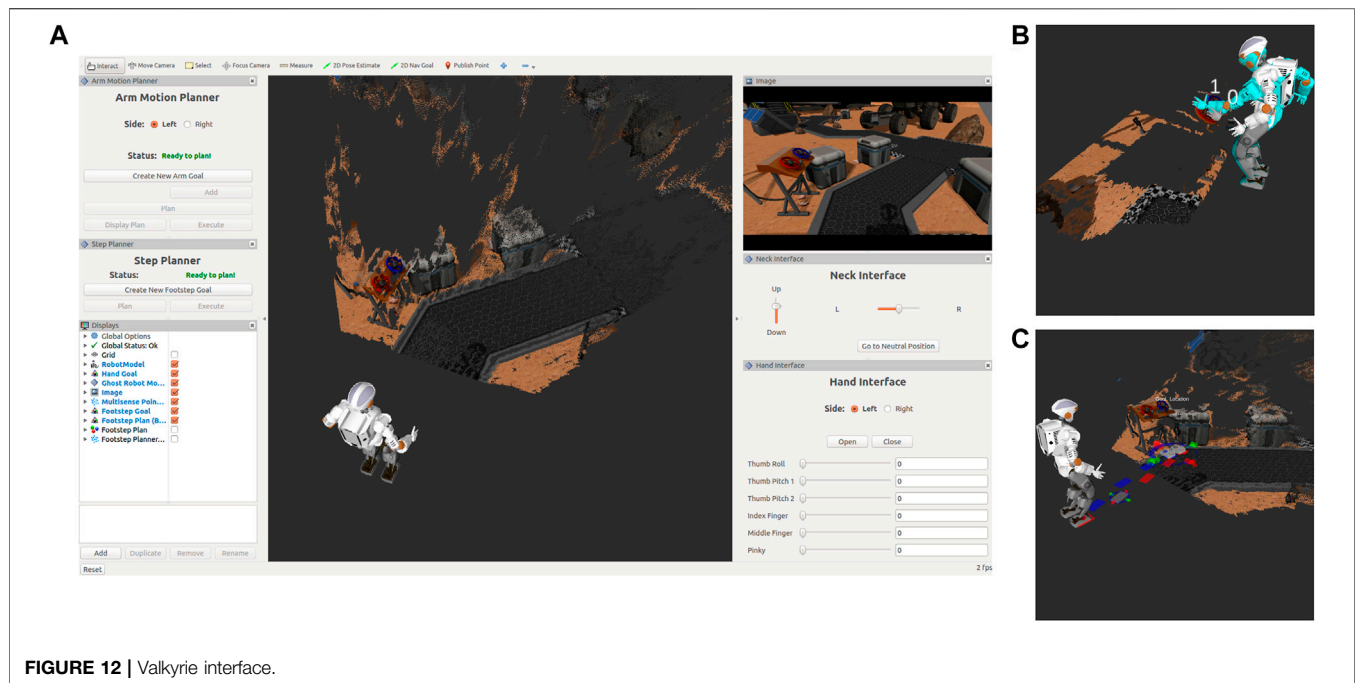 A
B
Interact Move Camera Select Focus Camera Measure 2D Pose Estimate 2D Nav Goal Publish Point
Arm Motion Planner
Arm Motion Planner
Side: Left Right
Status: Ready to plan!
Create New Arm Goal
Add
Plan
Display Plan Execute
Step Planner
Step Planner
Status: Ready to plan!
Create New Footstep Goal
Plan Execute
Displays
Global Options
Global Status: Ok
Grid
RobotModel
Hand Goal
Ghost Robot Mo...
Image
Multisense Poin...
Footstep Goal
Footstep Plan (B...
Footstep Plan
Footstep Planner...
Add Duplicate Remove Rename
Reset
Image
Neck Interface
Neck Interface
Up
L R
Down
Go to Neutral Position
Hand Interface
Hand Interface
Side: Left Right
Open Close
Thumb Roll 0
Thumb Pitch 1 0
Thumb Pitch 2 0
Index Finger 0
Middle Finger 0
Pinky 0
2 fps
1 0
C
Goal Location
FIGURE 12 | Valkyrie interface.